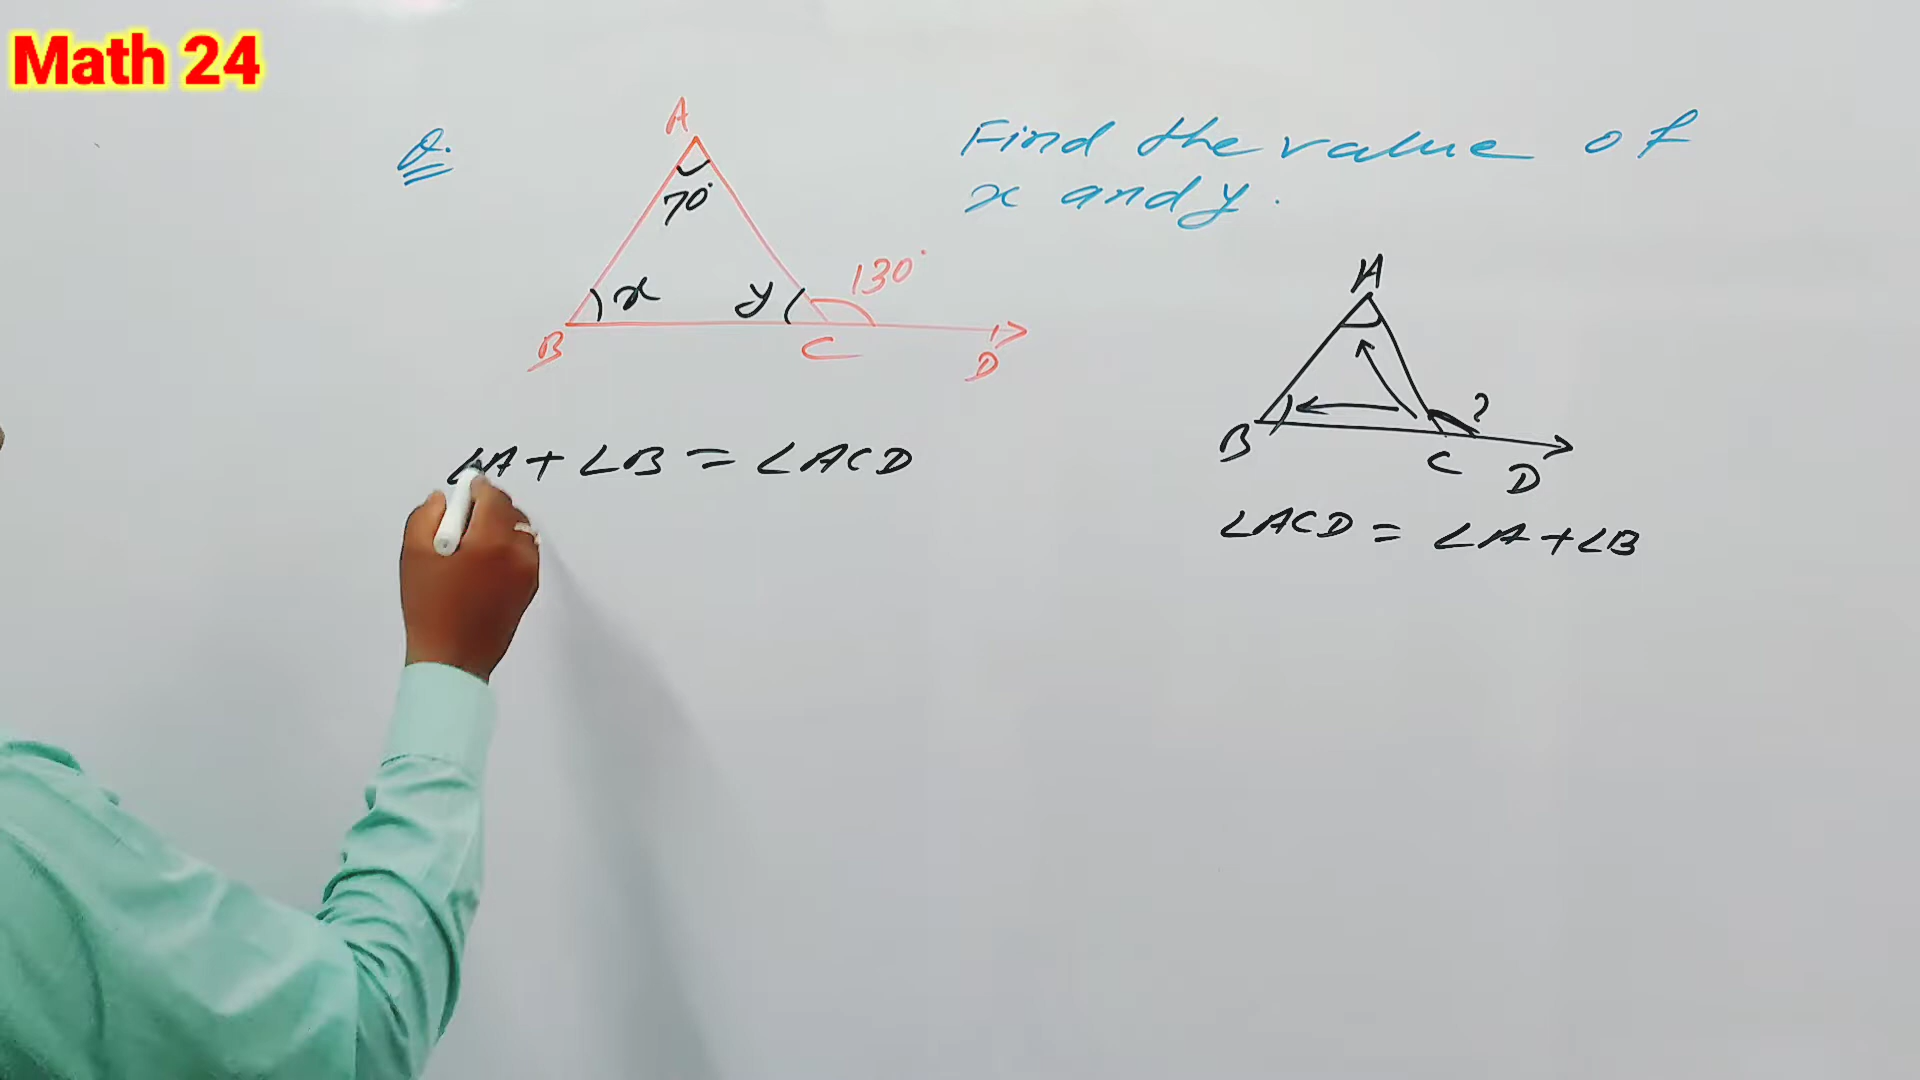 Math 24
Q.
A
70°
x
y
130°
B
C
D
Find the value of
x and y.
A
?
B
C
D
∠A + ∠B = ∠ACD
∠ACD = ∠A + ∠B